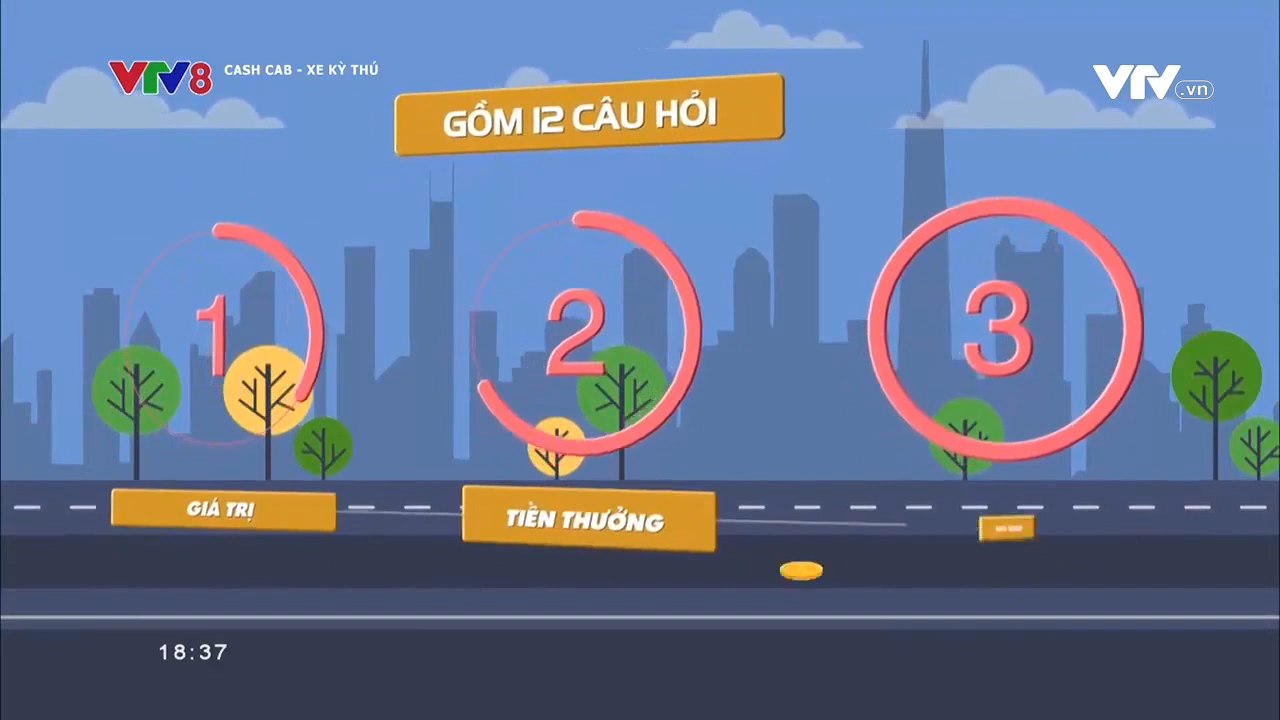 VTV8 CASH CAB - XE KỲ THÚ
VTV.vn
GỒM 12 CÂU HỎI
1
2
3
GIÁ TRỊ
TIỀN THƯỞNG
18:37